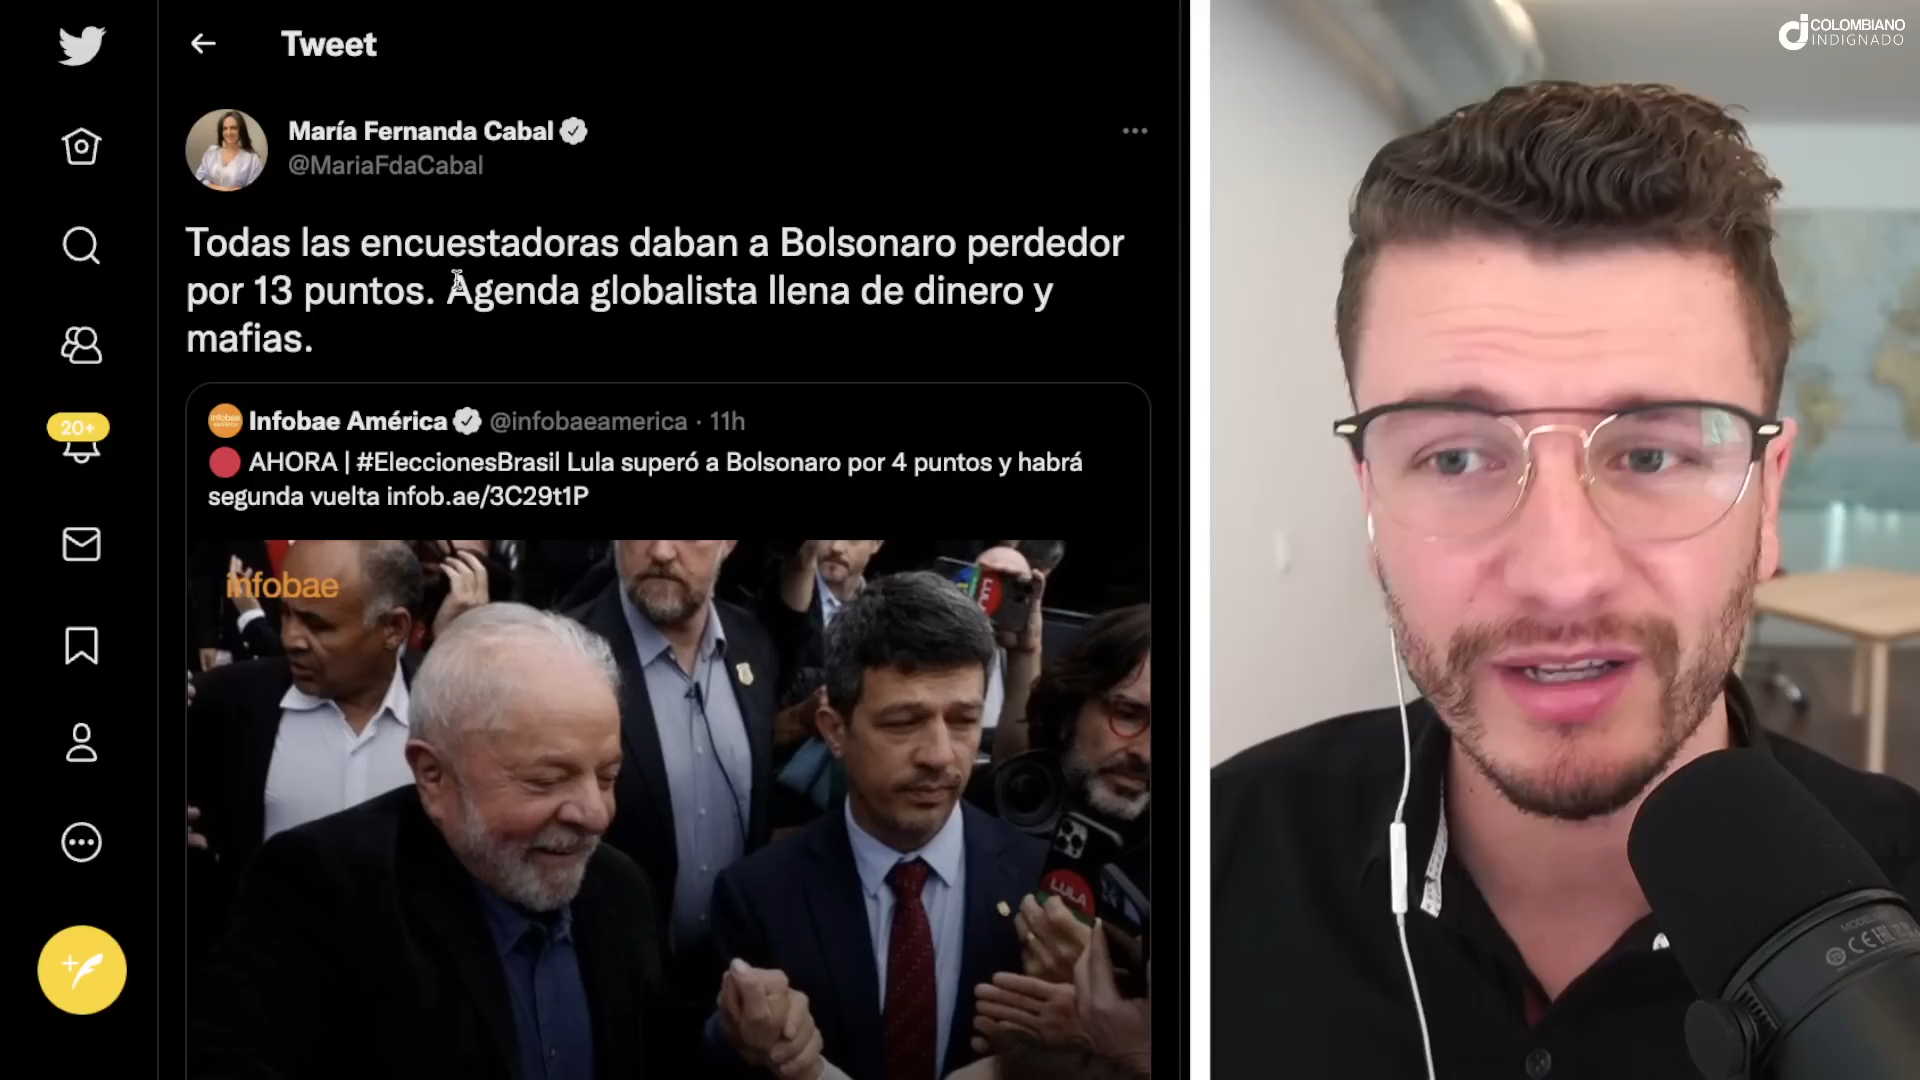 Tweet
COLOMBIANO
INDIGNADO
María Fernanda Cabal
@MariaFdaCabal
Todas las encuestadoras daban a Bolsonaro perdedor
por 13 puntos. Agenda globalista llena de dinero y
mafias.
infobae
Infobae América @infobaeamerica · 11h
AHORA | #EleccionesBrasil Lula superó a Bolsonaro por 4 puntos y habrá
segunda vuelta infob.ae/3C29t1P
20+
infobae
LULA